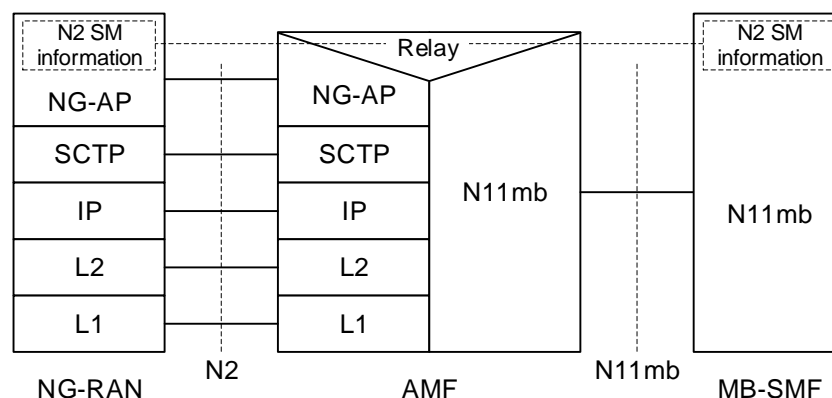 N2 SM
information
Relay
N2 SM
information
NG-AP
NG-AP
SCTP
SCTP
N11mb
IP
IP
N11mb
L2
L2
L1
L1
N2
N11mb
NG-RAN
AMF
MB-SMF